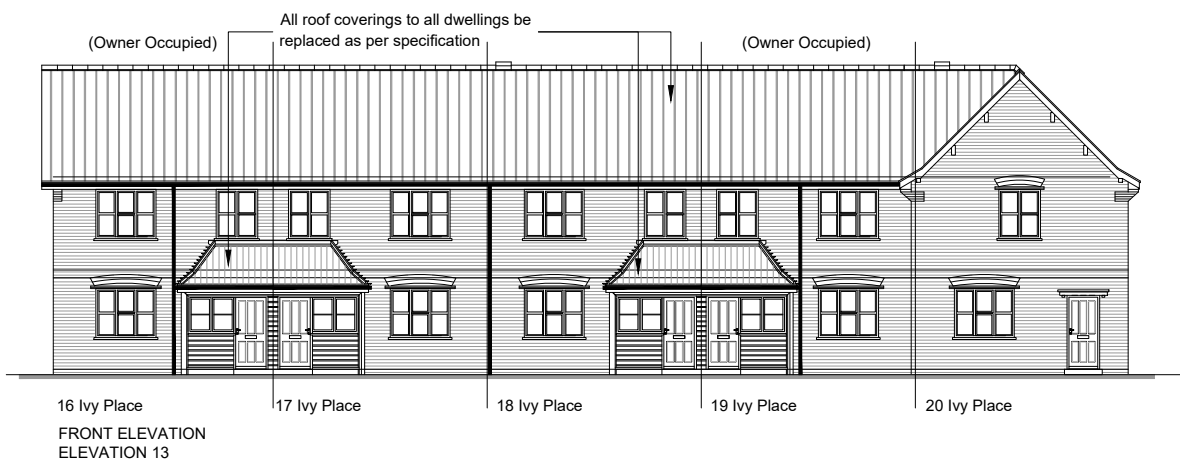 All roof coverings to all dwellings be
replaced as per specification
(Owner Occupied)
(Owner Occupied)
16 Ivy Place
17 Ivy Place
18 Ivy Place
19 Ivy Place
20 Ivy Place
FRONT ELEVATION
ELEVATION 13